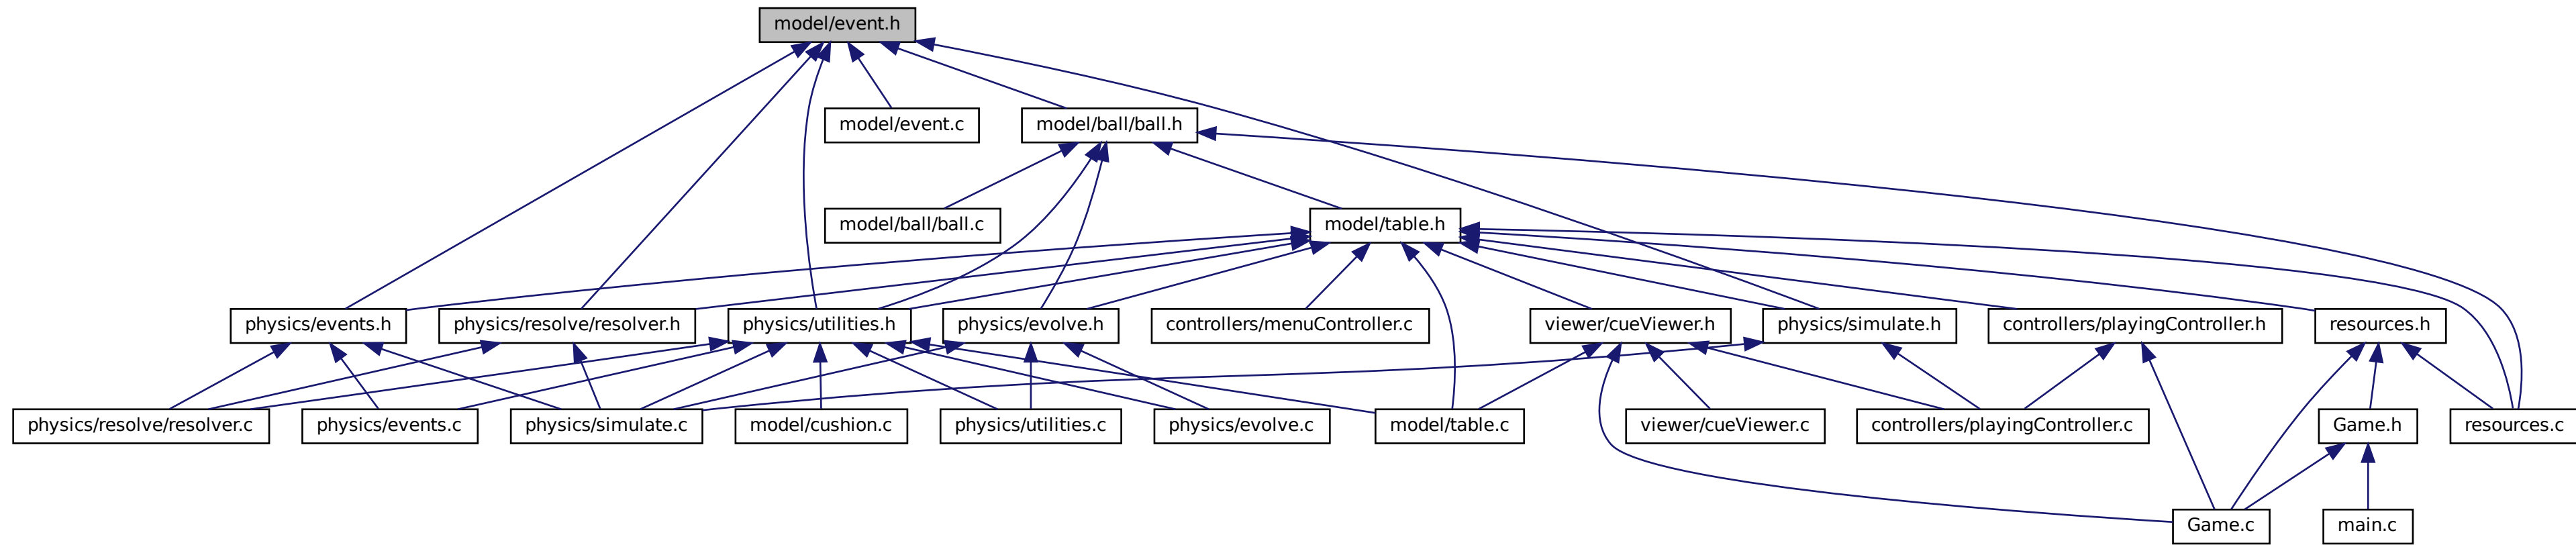 model/event.h
model/event.c
model/ball/ball.h
model/ball/ball.c
model/table.h
physics/events.h
physics/resolve/resolver.h
physics/utilities.h
physics/evolve.h
controllers/menuController.c
viewer/cueViewer.h
physics/simulate.h
controllers/playingController.h
resources.h
physics/resolve/resolver.c
physics/events.c
physics/simulate.c
model/cushion.c
physics/utilities.c
physics/evolve.c
model/table.c
viewer/cueViewer.c
controllers/playingController.c
Game.h
resources.c
Game.c
main.c